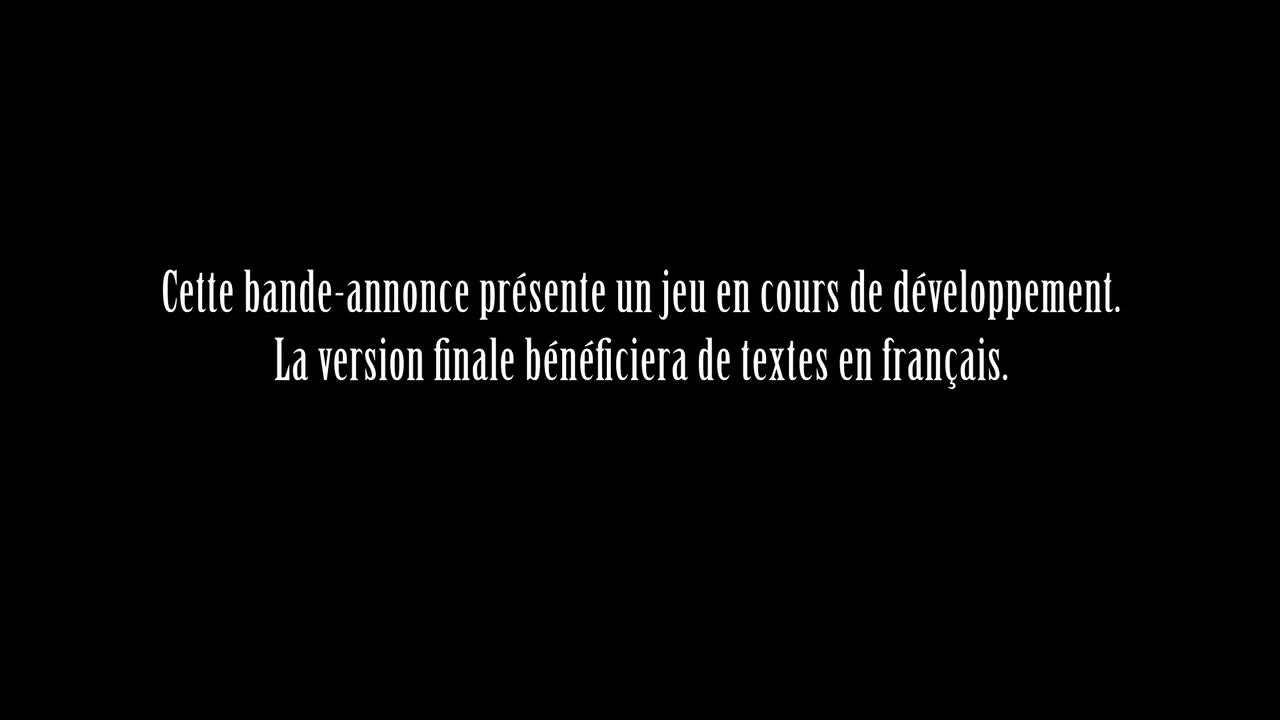 Cette bande-annonce présente un jeu en cours de développement.
La version finale bénéficiera de textes en français.